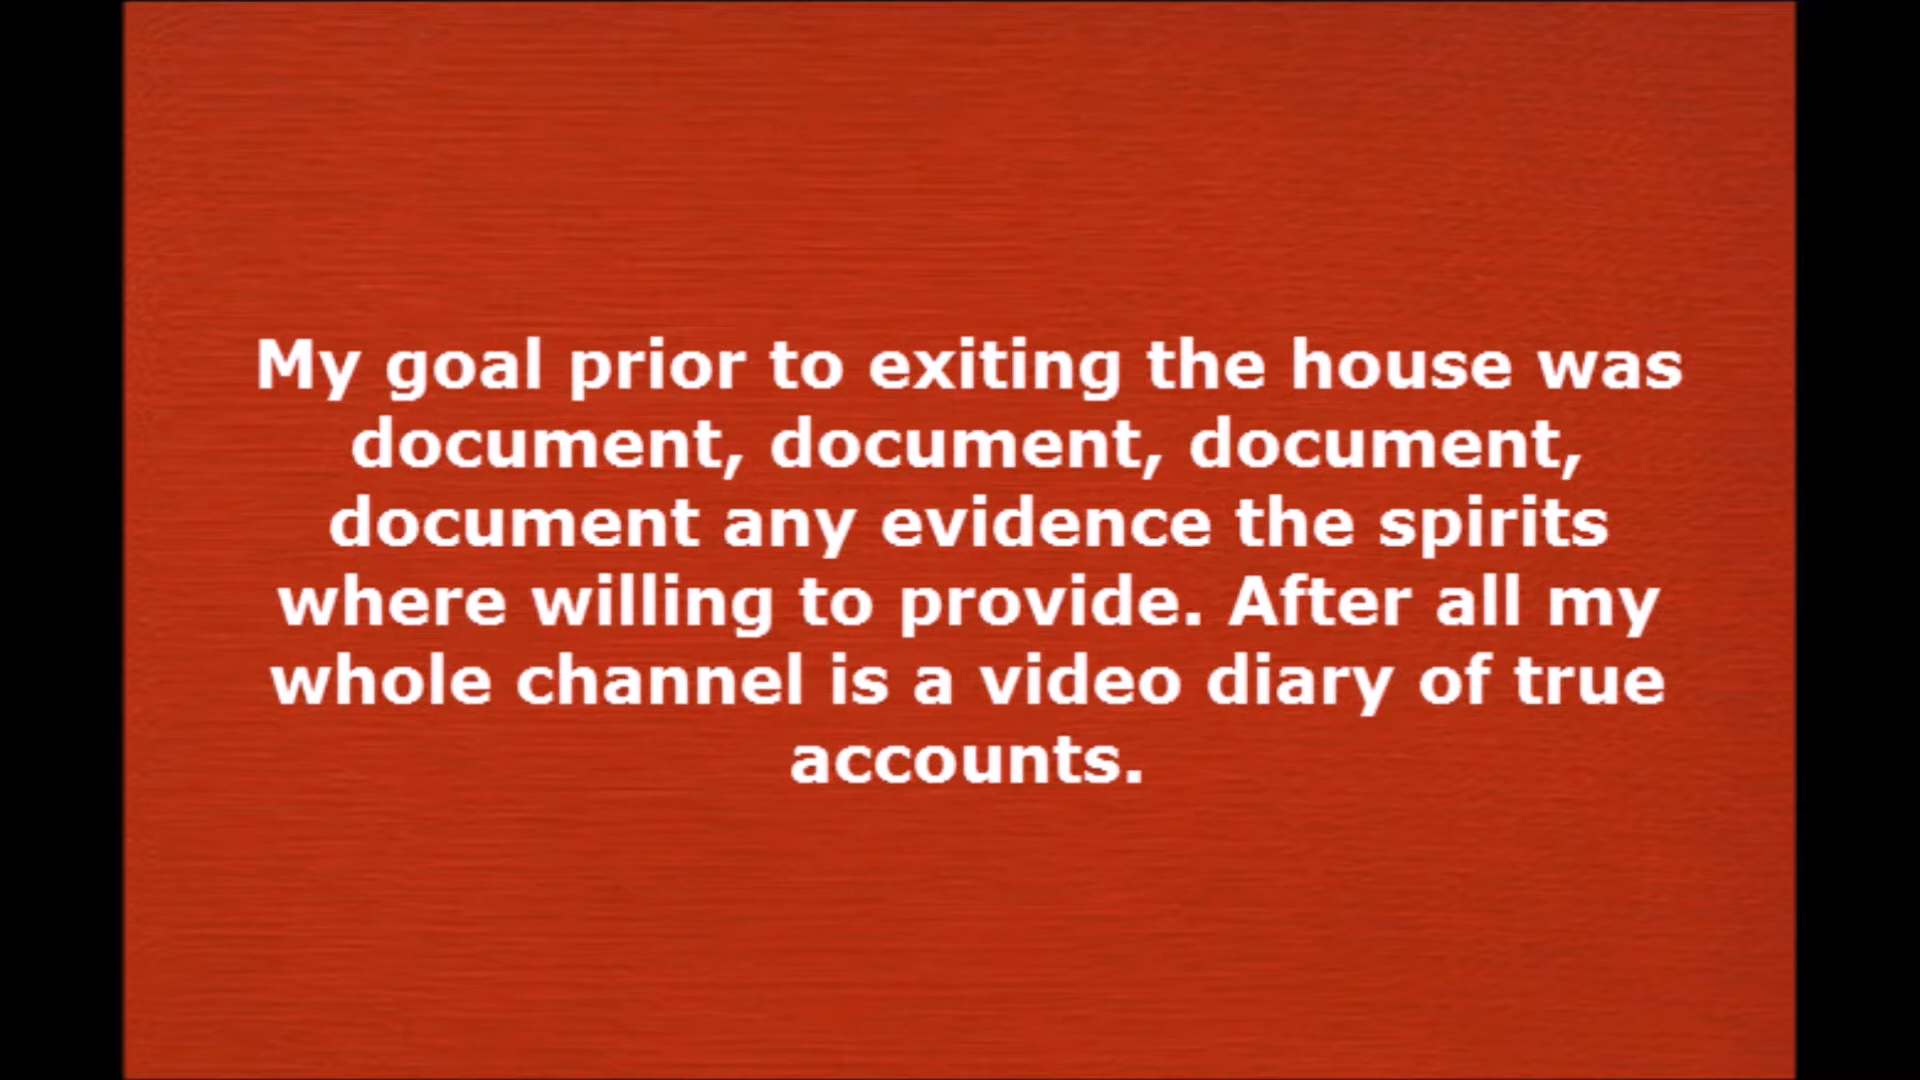 My goal prior to exiting the house was
document, document, document,
document any evidence the spirits
where willing to provide. After all my
whole channel is a video diary of true
accounts.